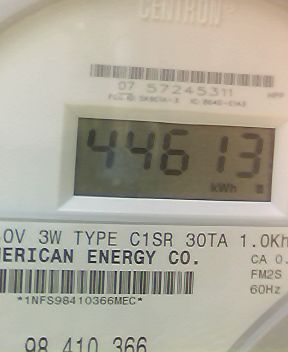 CENTRON
07 57245311
44613
kWh
0V 3W TYPE C1SR 30TA 1.0Kh
MERICAN ENERGY CO.
CA 0.
FM2S
60Hz
*1NFS98410366MEC*
98 410 366